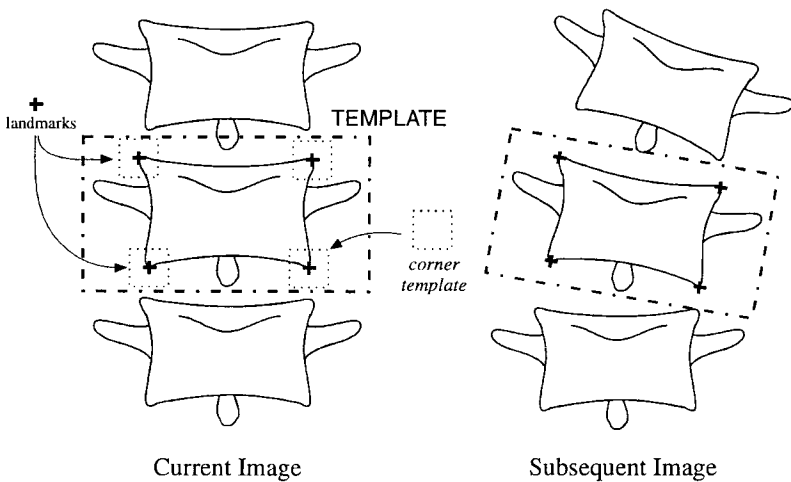 landmarks
TEMPLATE
corner
template
Current Image
Subsequent Image